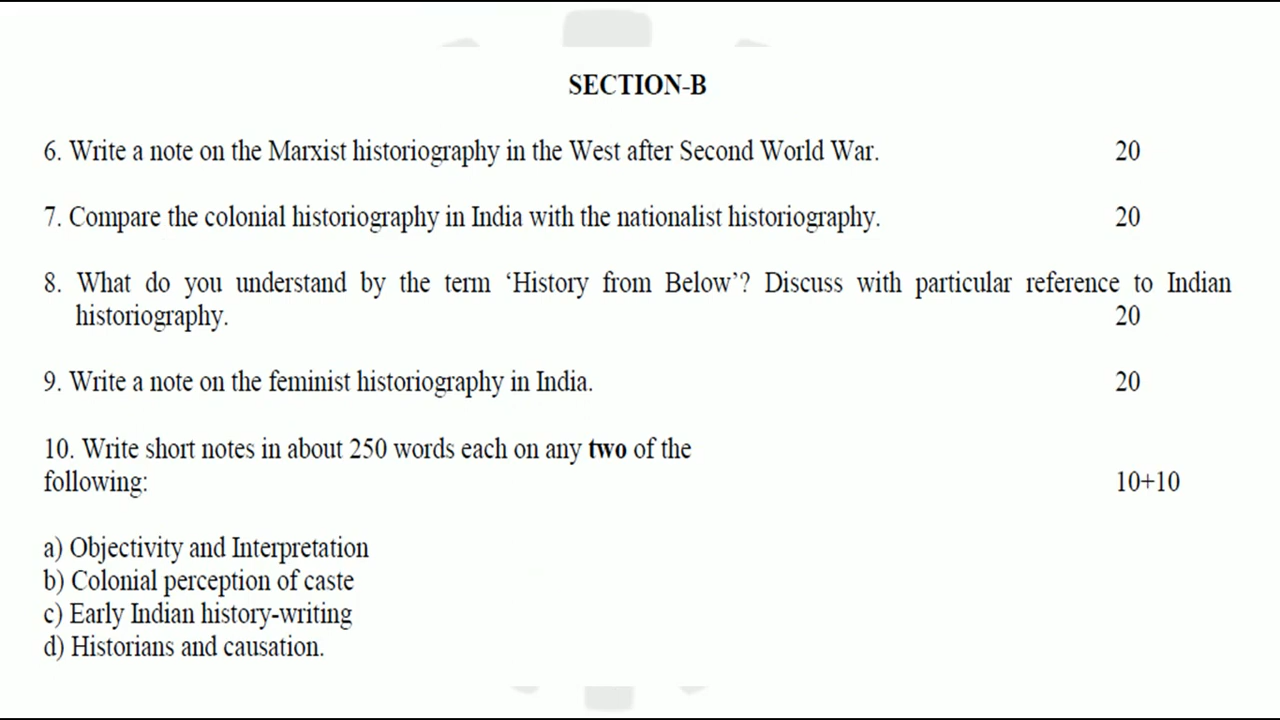 SECTION-B
6. Write a note on the Marxist historiography in the West after Second World War. 20
7. Compare the colonial historiography in India with the nationalist historiography. 20
8. What do you understand by the term ‘History from Below’? Discuss with particular reference to Indian
historiography. 20
9. Write a note on the feminist historiography in India. 20
10. Write short notes in about 250 words each on any two of the
following: 10+10
a) Objectivity and Interpretation
b) Colonial perception of caste
c) Early Indian history-writing
d) Historians and causation.